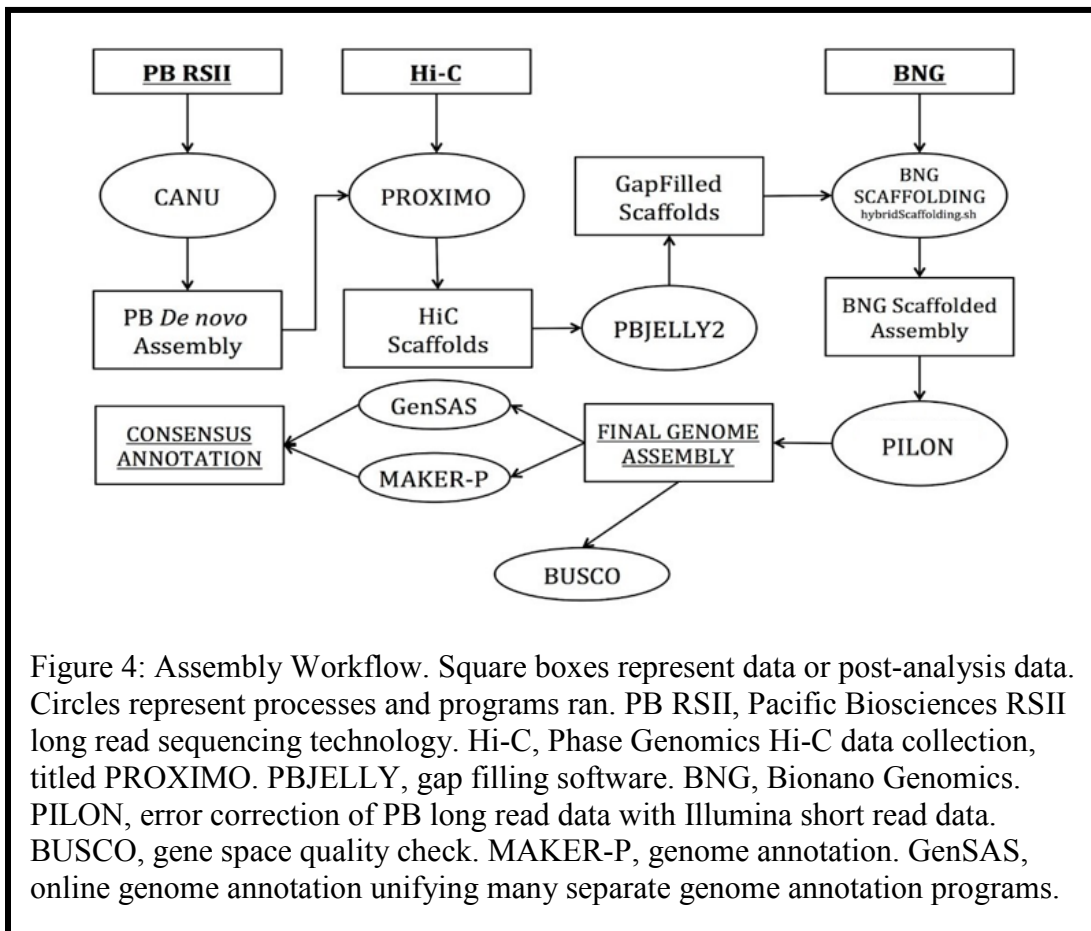 PB RSII
Hi-C
BNG
CANU
PROXIMO
GapFilled
Scaffolds
BNG
SCAFFOLDING
hybridScaffolding.sh
PB De novo
Assembly
HiC
Scaffolds
PBJELLY2
BNG Scaffolded
Assembly
CONSENSUS
ANNOTATION
GenSAS
MAKER-P
FINAL GENOME
ASSEMBLY
PILON
BUSCO
Figure 4: Assembly Workflow. Square boxes represent data or post-analysis data.
Circles represent processes and programs ran. PB RSII, Pacific Biosciences RSII
long read sequencing technology. Hi-C, Phase Genomics Hi-C data collection,
titled PROXIMO. PBJELLY, gap filling software. BNG, Bionano Genomics.
PILON, error correction of PB long read data with Illumina short read data.
BUSCO, gene space quality check. MAKER-P, genome annotation. GenSAS,
online genome annotation unifying many separate genome annotation programs.